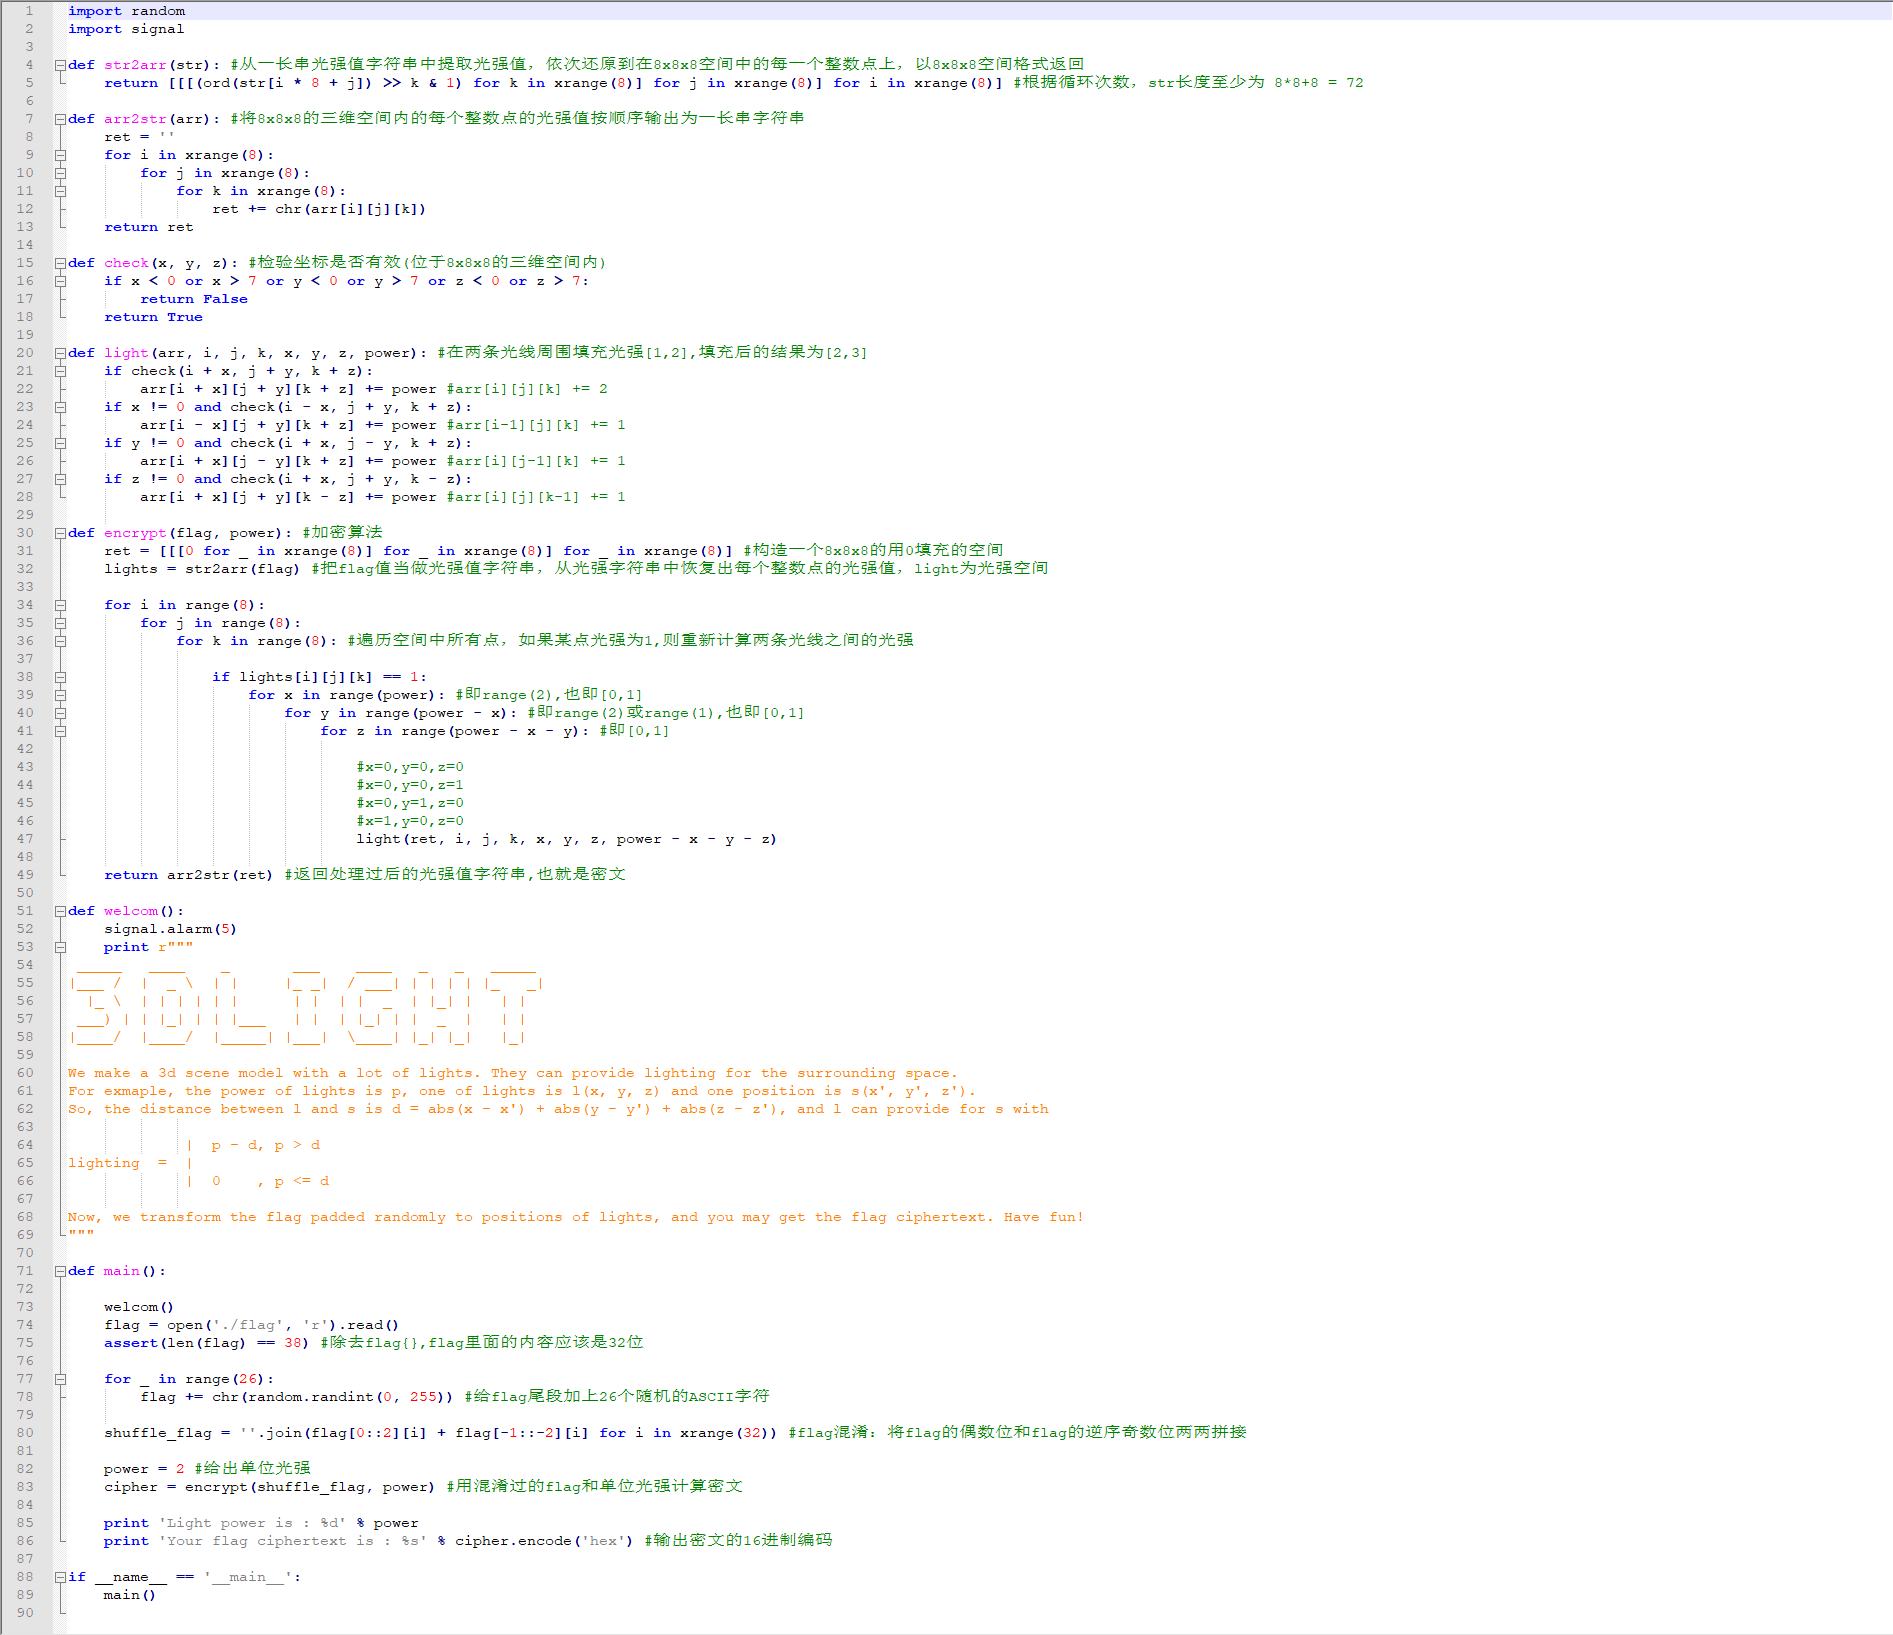 1 import random
2 import signal
3
4 def str2arr(str): #从一长串光强值字符串中提取光强值，依次还原到在8x8x8空间中的每一个整数点上，以8x8x8空间格式返回
5     return [[[(ord(str[i * 8 + j]) >> k & 1) for k in xrange(8)] for j in xrange(8)] for i in xrange(8)] #根据循环次数，str长度至少为 8*8+8 = 72
6
7 def arr2str(arr): #将8x8x8的三维空间内的每个整数点的光强值按顺序输出为一长串字符串
8     ret = ''
9     for i in xrange(8):
10         for j in xrange(8):
11             for k in xrange(8):
12                 ret += chr(arr[i][j][k])
13     return ret
14
15 def check(x, y, z): #检验坐标是否有效(位于8x8x8的三维空间内)
16     if x < 0 or x > 7 or y < 0 or y > 7 or z < 0 or z > 7:
17         return False
18     return True
19
20 def light(arr, i, j, k, x, y, z, power): #在两条光线周围填充光强[1,2],填充后的结果为[2,3]
21     if check(i + x, j + y, k + z):
22         arr[i + x][j + y][k + z] += power #arr[i][j][k] += 2
23     if x != 0 and check(i - x, j + y, k + z):
24         arr[i - x][j + y][k + z] += power #arr[i-1][j][k] += 1
25     if y != 0 and check(i + x, j - y, k + z):
26         arr[i + x][j - y][k + z] += power #arr[i][j-1][k] += 1
27     if z != 0 and check(i + x, j + y, k - z):
28         arr[i + x][j + y][k - z] += power #arr[i][j][k-1] += 1
29
30 def encrypt(flag, power): #加密算法
31     ret = [[[0 for _ in xrange(8)] for _ in xrange(8)] for _ in xrange(8)] #构造一个8x8x8的用0填充的空间
32     lights = str2arr(flag) #把flag值当做光强值字符串，从光强字符串中恢复出每个整数点的光强值，light为光强空间
33
34     for i in range(8):
35         for j in range(8):
36             for k in range(8): #遍历空间中所有点，如果某点光强为1,则重新计算两条光线之间的光强
37
38                 if lights[i][j][k] == 1:
39                     for x in range(power): #即range(2),也即[0,1]
40                         for y in range(power - x): #即range(2)或range(1),也即[0,1]
41                             for z in range(power - x - y): #即[0,1]
42
43                                 #x=0,y=0,z=0
44                                 #x=0,y=0,z=1
45                                 #x=0,y=1,z=0
46                                 #x=1,y=0,z=0
47                                 light(ret, i, j, k, x, y, z, power - x - y - z)
48
49     return arr2str(ret) #返回处理过后的光强值字符串,也就是密文
50
51 def welcom():
52     signal.alarm(5)
53     print r"""
54  _____   ____    _       ___    ____   _   _   _____
55 |___ /  |  _ \  | |     |_ _|  / ___| | | | | |_   _|
56   |_ \  | | | | | |      | |  | |  _  | |_| |   | |
57  ___) | | |_| | | |___   | |  | |_| | |  _  |   | |
58 |____/  |____/  |_____| |___|  \____| |_| |_|   |_|
59
60 We make a 3d scene model with a lot of lights. They can provide lighting for the surrounding space.
61 For exmaple, the power of lights is p, one of lights is l(x, y, z) and one position is s(x', y', z').
62 So, the distance between l and s is d = abs(x - x') + abs(y - y') + abs(z - z'), and l can provide for s with
63
64              |  p - d, p > d
65 lighting  =  |
66              |  0    , p <= d
67
68 Now, we transform the flag padded randomly to positions of lights, and you may get the flag ciphertext. Have fun!
69 """
70
71 def main():
72
73     welcom()
74     flag = open('./flag', 'r').read()
75     assert(len(flag) == 38) #除去flag{},flag里面的内容应该是32位
76
77     for _ in range(26):
78         flag += chr(random.randint(0, 255)) #给flag尾段加上26个随机的ASCII字符
79
80     shuffle_flag = ''.join(flag[0::2][i] + flag[-1::-2][i] for i in xrange(32)) #flag混淆：将flag的偶数位和flag的逆序奇数位两两拼接
81
82     power = 2 #给出单位光强
83     cipher = encrypt(shuffle_flag, power) #用混淆过的flag和单位光强计算密文
84
85     print 'Light power is : %d' % power
86     print 'Your flag ciphertext is : %s' % cipher.encode('hex') #输出密文的16进制编码
87
88 if __name__ == '__main__':
89     main()
90